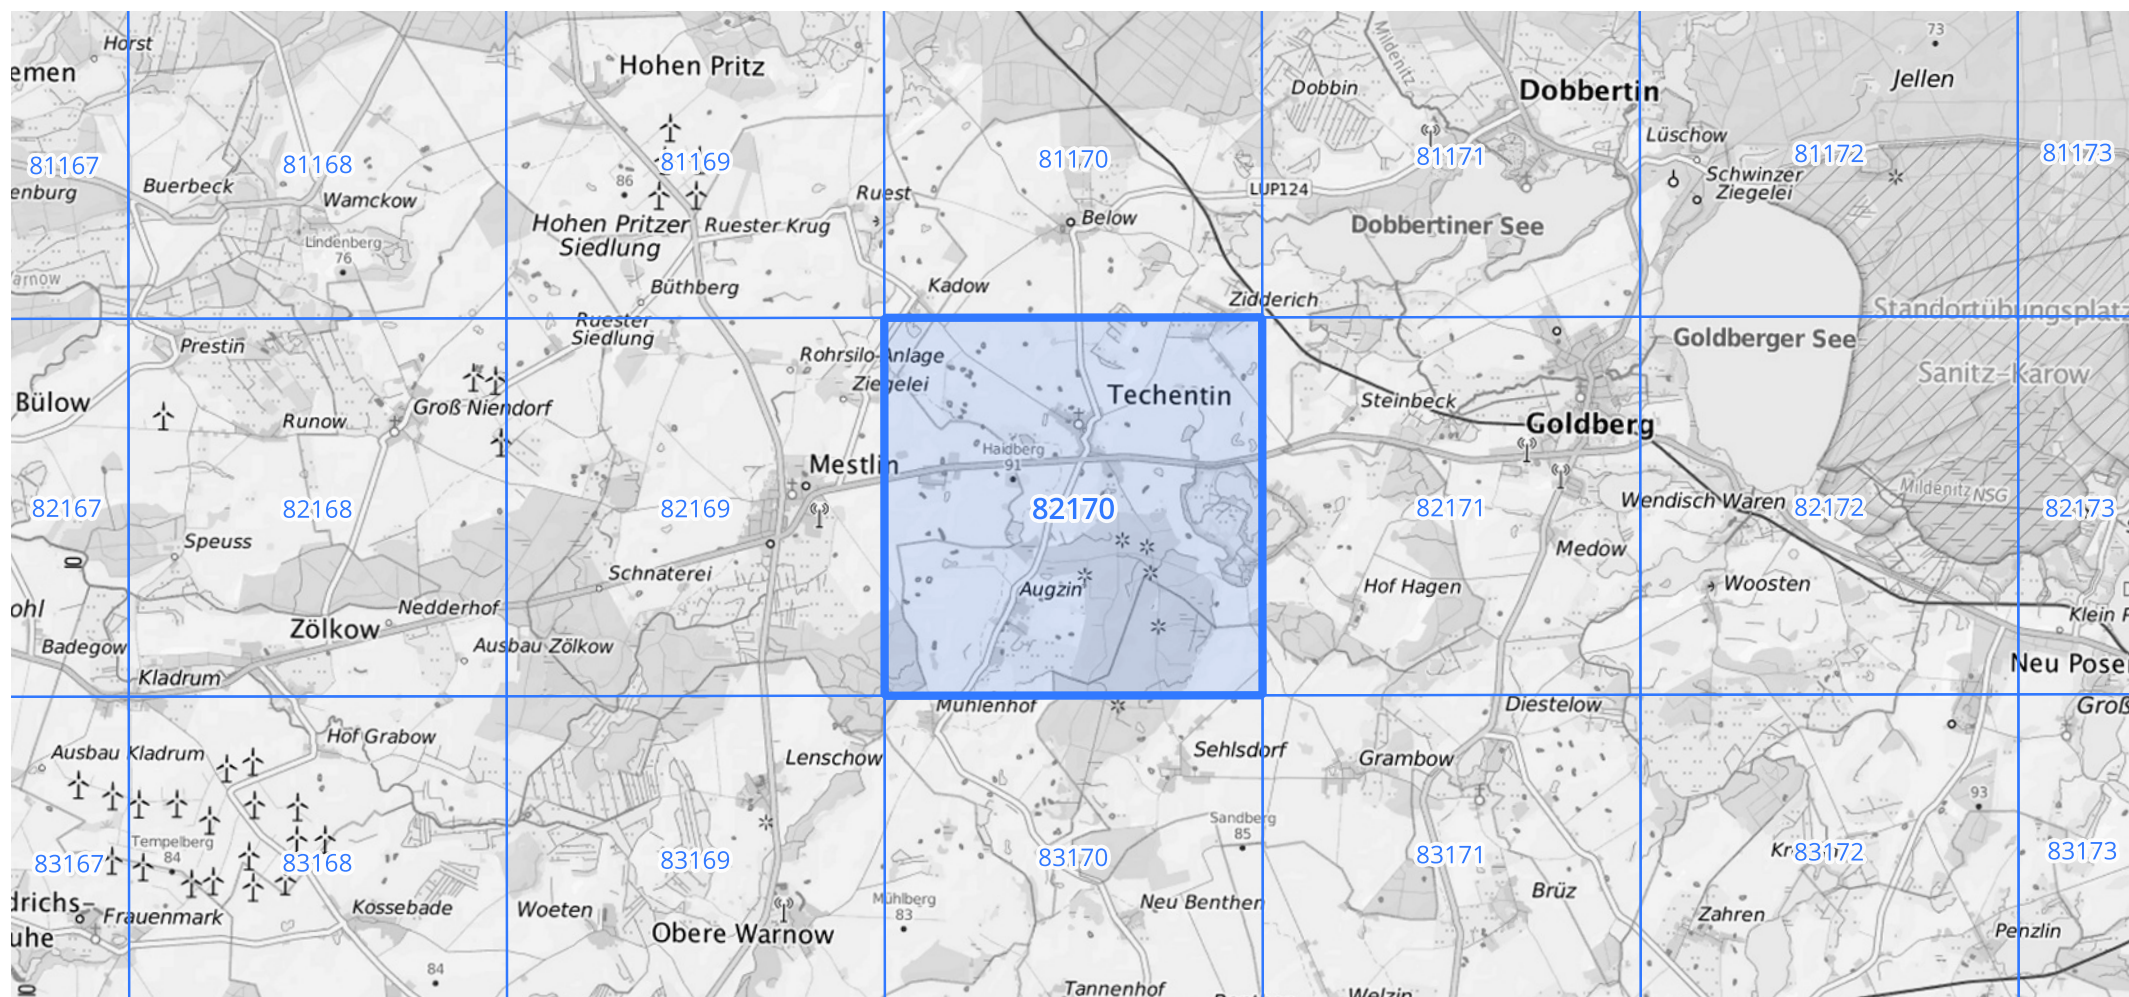 Horst
emen
Hohen Pritz
Mildenitz
73
Jellen
Dobbin
Dobbertin
Lüschow
81167
81168
81169
81170
81171
81172
81173
Buerbeck
enburg
Wamckow
86
Ruest
LUP124
Schwinzer
Ziegelei
Hohen Pritzer
Siedlung
Ruester Krug
Below
Dobbertiner See
Lindenberg
76
arnow
Büthberg
Kadow
Zidderich
Standortübungsplatz
Ruester
Siedlung
Prestin
Rohrsilo-Anlage
Ziegelei
Goldberger See
Sanitz-Karow
Bülow
Runow
Groß Niendorf
Techentin
Steinbeck
Goldberg
Mestlin
Haidberg
91
Mildenitz
NSG
Wendisch Waren
82167
82168
82169
82170
82171
82172
82173
Speuss
Schnaterei
Augzin
Medow
Hof Hagen
Woosten
ohl
Nedderhof
Klein P
Zölkow
Badegow
Ausbau Zölkow
Kladrum
Neu Poser
Mühlenhof
Diestelow
Groß
Hof Grabow
Ausbau Kladrum
Lenschow
Sehlsdorf
Grambow
93
Tempelberg
84
Sandberg
85
83167
83168
83169
83170
83171
83172
83173
drichs-
uhe
Frauenmark
Kossebade
Woeten
Mühlberg
83
Neu Benthen
Brüz
Zahren
Penzlin
Obere Warnow
84
Tannenhof
Welzin